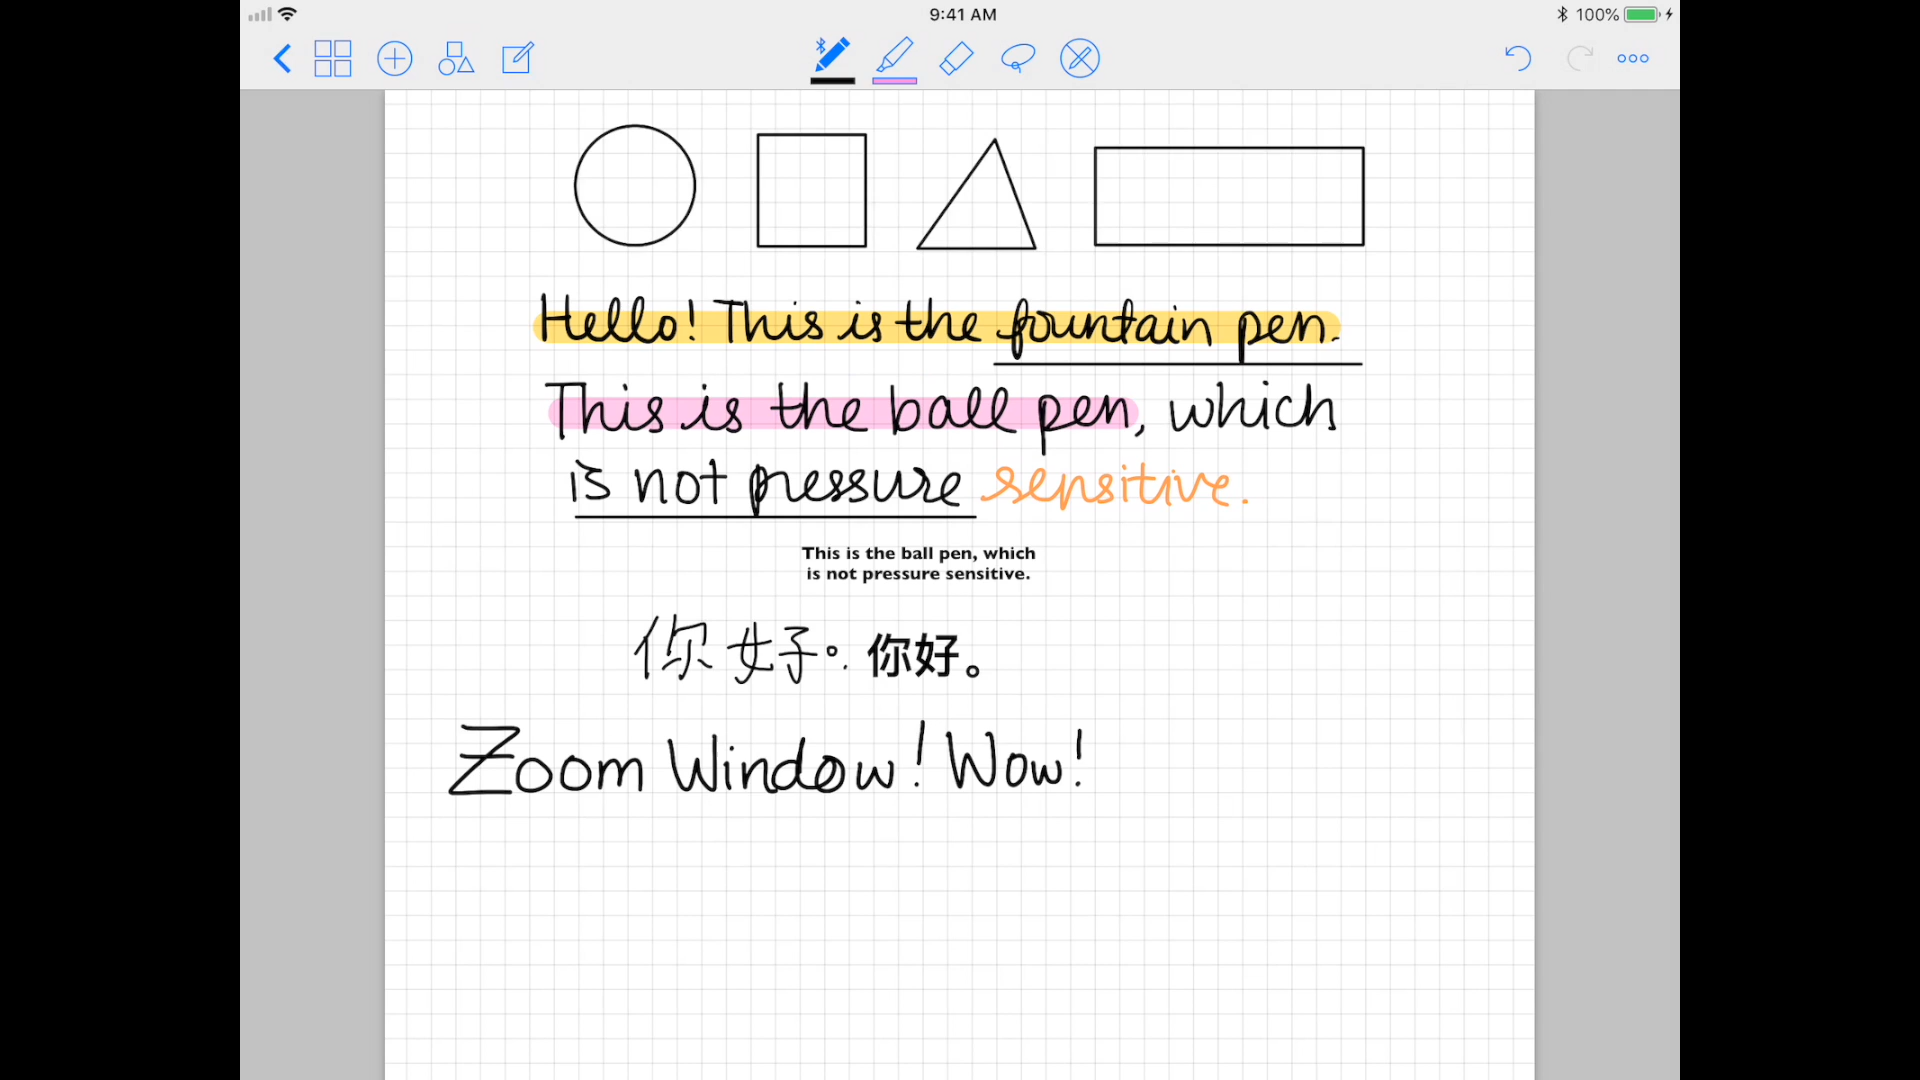 9:41 AM
100%
Hello! This is the fountain pen.
This is the ball pen, which
is not pressure sensitive.
This is the ball pen, which
is not pressure sensitive.
你好。. 你好。
Zoom Window! Wow!